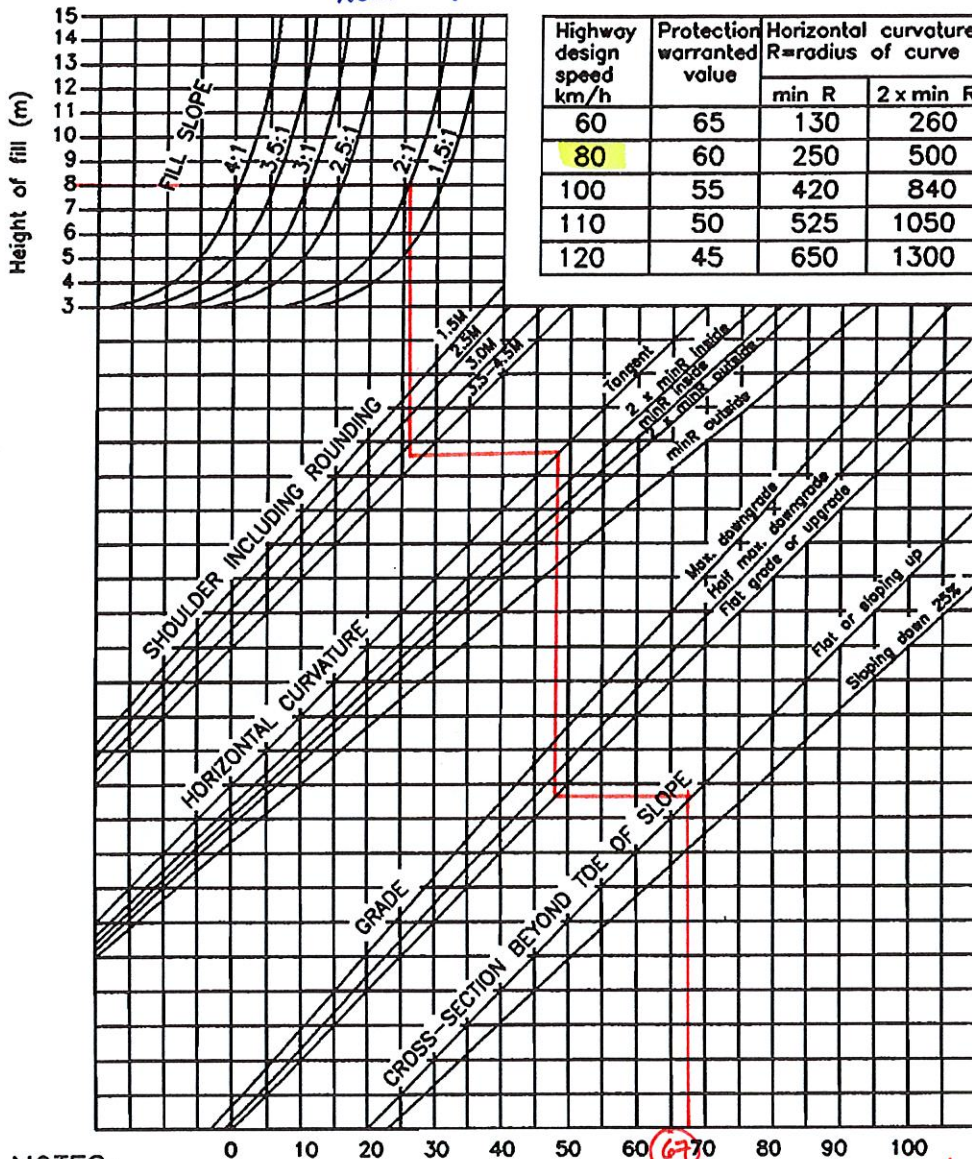 15
14
13
12
11
10
9
8
7
6
5
4
3
Height of fill (m)
FILL SLOPE
4:1
3,5:1
3:1
2,5:1
2:1
1,5:1
Highway design speed km/h
Protection warranted value
Horizontal curvature R=radius of curve
min R
2 x min R
60 65 130 260
80 60 250 500
100 55 420 840
110 50 525 1050
120 45 650 1300
1.5M
2.5M
3.0M
3.5-4.5M
SHOULDER INCLUDING ROUNDING
Tangent
2 x minR inside
minR inside
2 x minR outside
minR outside
HORIZONTAL CURVATURE
Max. downgrade
Half max. downgrade
Flat grade or upgrade
GRADE
Flat or sloping up
Sloping down 25%
CROSS-SECTION BEYOND TOE OF SLOPE
0 10 20 30 40 50 60 67 70 80 90 100